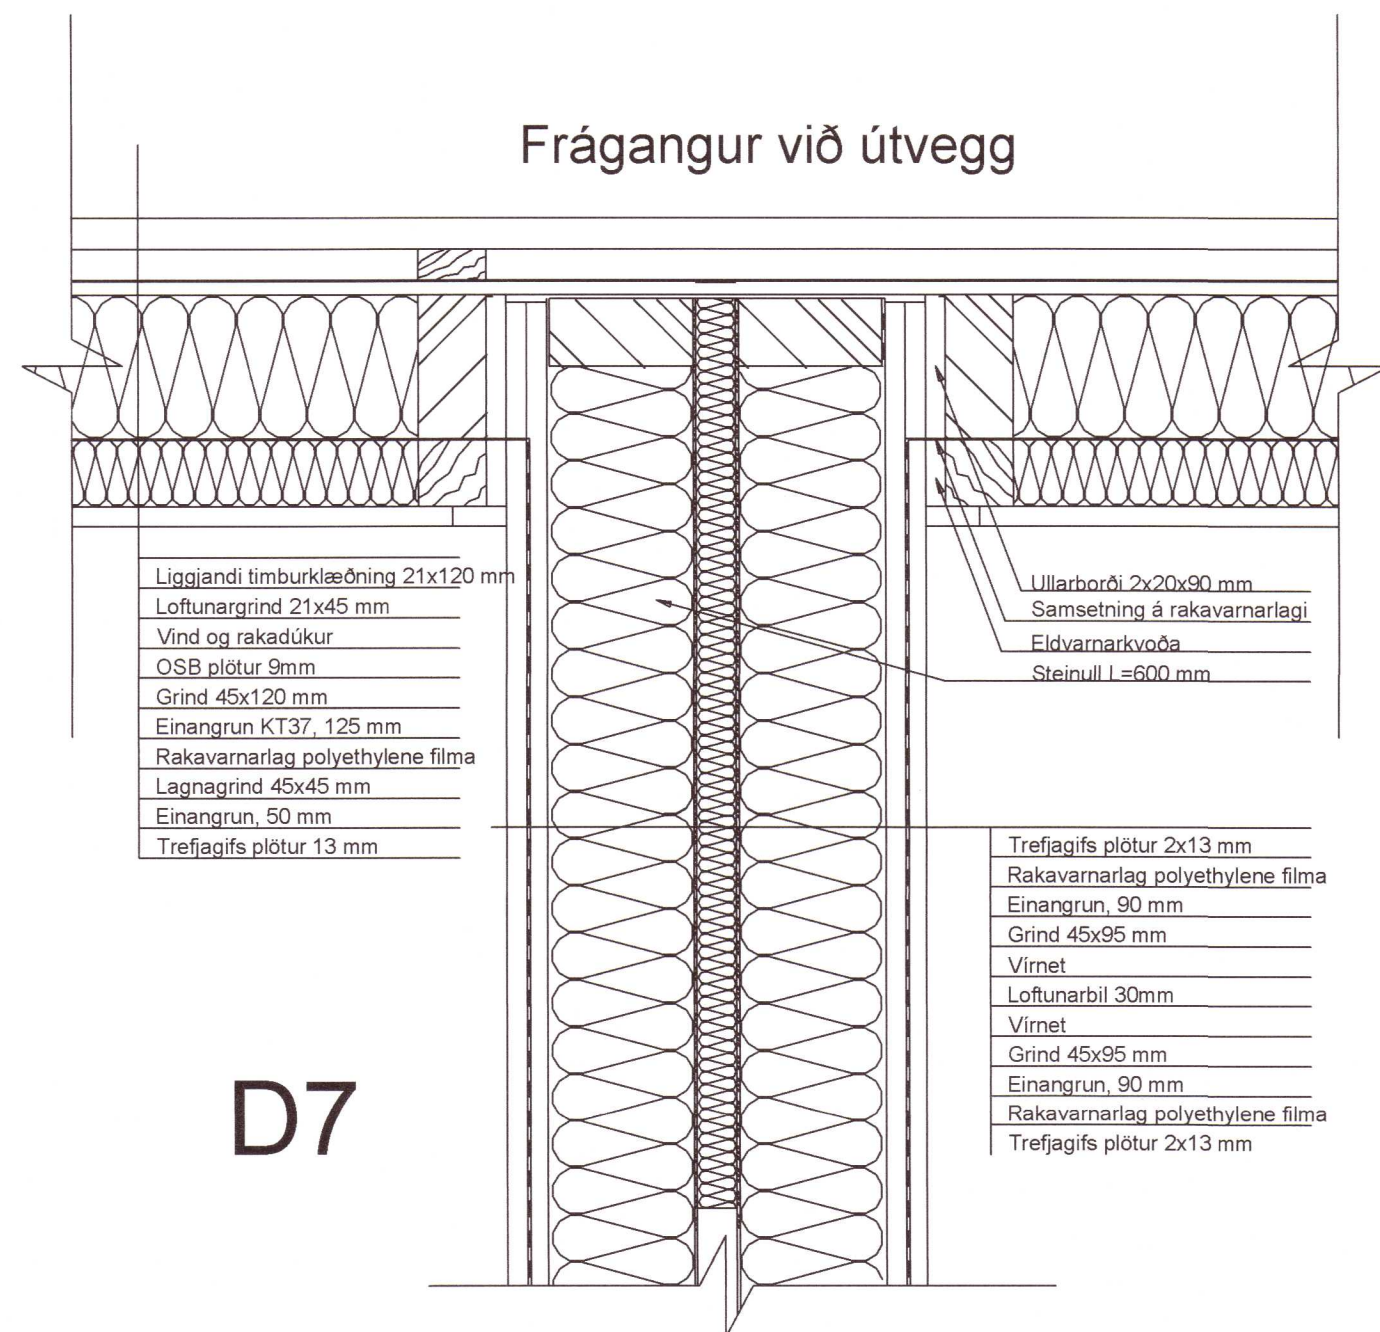 Frágangur við útvegg
Liggjandi timburklæðning 21x120 mm
Loftunargrind 21x45 mm
Vind og rakadúkur
OSB plötur 9mm
Grind 45x120 mm
Einangrun KT37, 125 mm
Rakavarnarlag polyethylene filma
Lagnagrind 45x45 mm
Einangrun, 50 mm
Trefjagifs plötur 13 mm
Ullarborði 2x20x90 mm
Samsetning á rakavarnarlagi
Eldvarnarkvoða
Steinull L=600 mm
Trefjagifs plötur 2x13 mm
Rakavarnarlag polyethylene filma
Einangrun, 90 mm
Grind 45x95 mm
Vírnet
Loftunarbil 30mm
Vírnet
Grind 45x95 mm
Einangrun, 90 mm
Rakavarnarlag polyethylene filma
Trefjagifs plötur 2x13 mm
D7